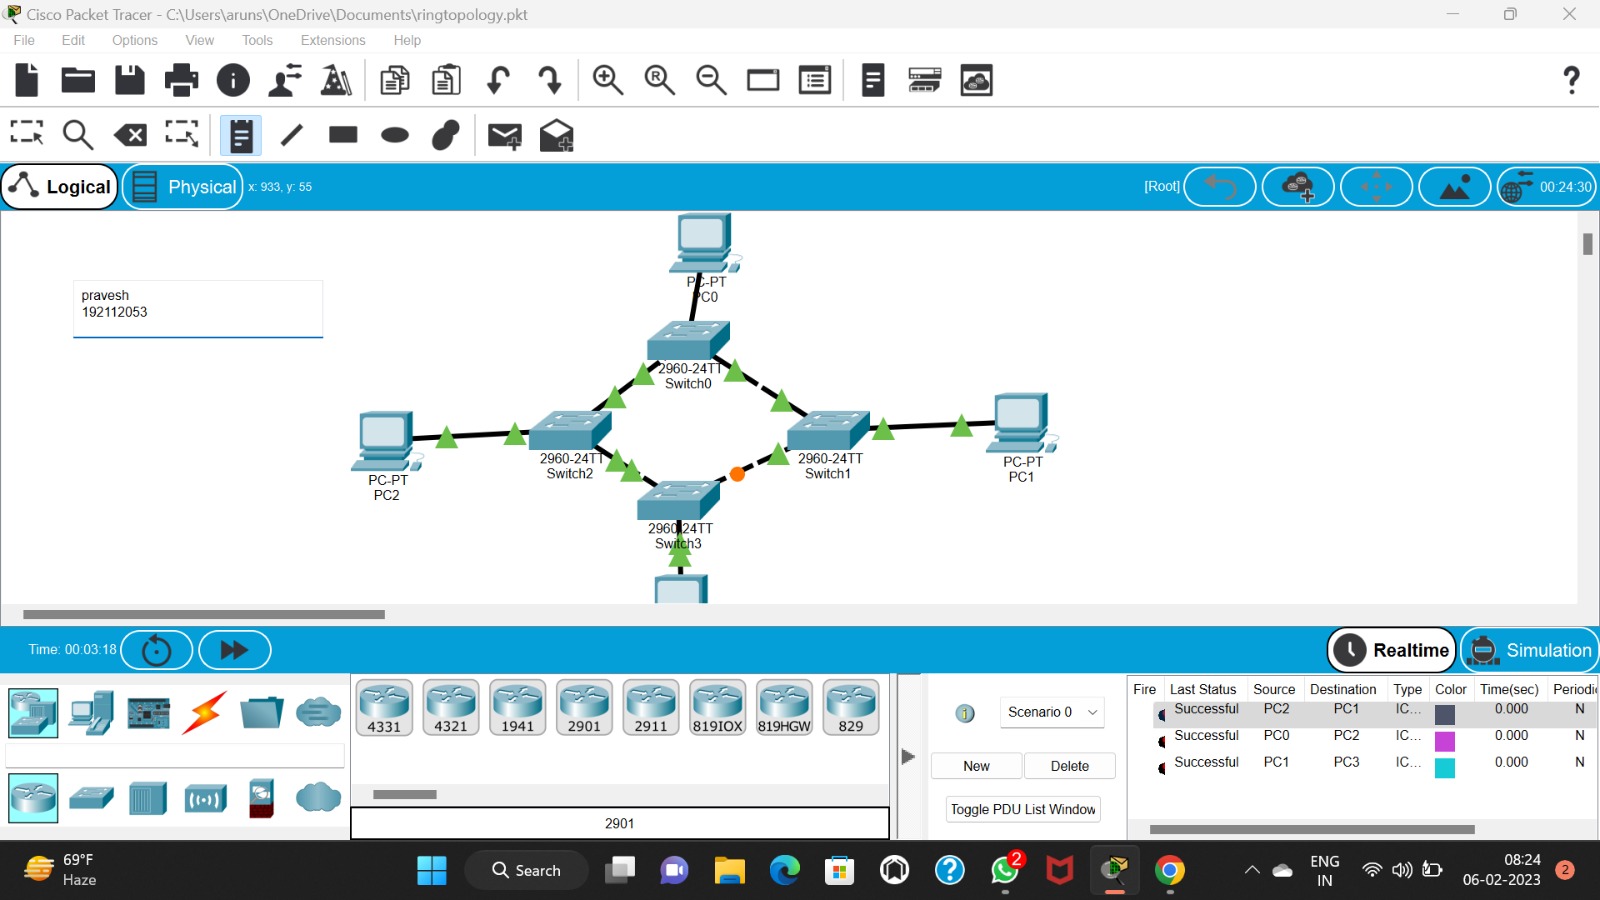 Cisco Packet Tracer - C:\Users\aruns\OneDrive\Documents\ringtopology.pkt
File Edit Options View Tools Extensions Help
R
?
Logical Physical x: 933, y: 55 [Root] 00:24:30
pravesh
192112053
PC-PT
PC0
2960-24TT
Switch0
PC-PT
PC2
2960-24TT
Switch2
2960-24TT
Switch1
PC-PT
PC1
2960-24TT
Switch3
Time: 00:03:18 Realtime Simulation
4331 4321 1941 2901 2911 819IOX 819HGW 829
2901
Scenario 0
New Delete
Toggle PDU List Window
Fire Last Status Source Destination Type Color Time(sec) Periodic
Successful PC2 PC1 IC... 0.000 N
Successful PC0 PC2 IC... 0.000 N
Successful PC1 PC3 IC... 0.000 N
69°F
Haze
Search
2
ENG
IN
08:24
06-02-2023
2